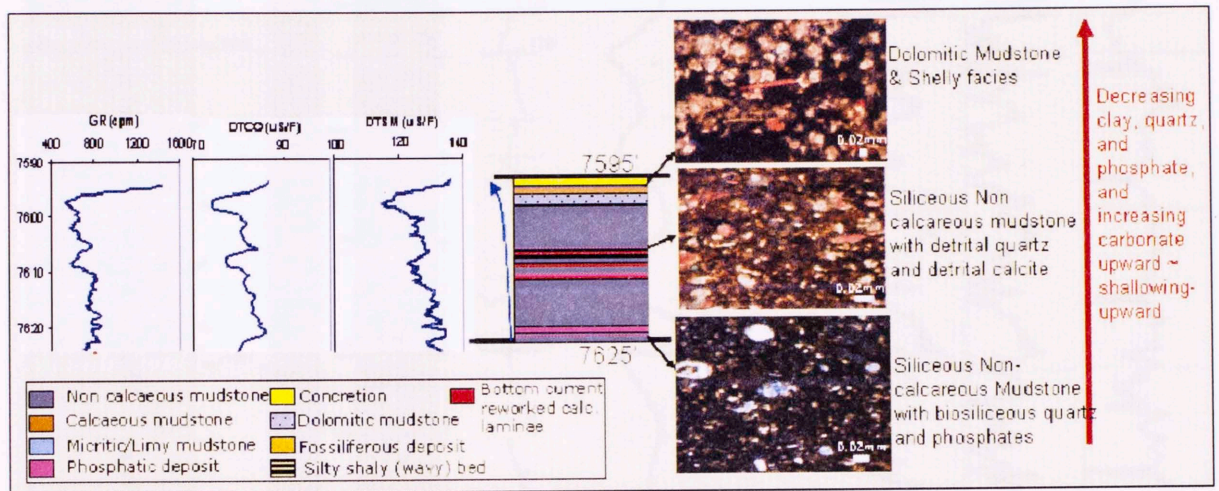 GR (cpm)
400 800 1200 1600
7590
7600
7610
7620
DTCO (uS/F)
70 90 100
DTSM (uS/F)
120 140
7595'
7625'
0.02mm
0.02mm
0.02mm
Dolomitic Mudstone
& Shelly facies
Siliceous Non
calcareous mudstone
with detrital quartz
and detrital calcite
Siliceous Non-
calcareous Mudstone
with biosiliceous quartz
and phosphates
Decreasing
clay, quartz,
and
phosphate,
and
increasing
carbonate
upward ~
shallowing-
upward
Non calcaeous mudstone
Calcaeous mudstone
Micritic/Limy mudstone
Phosphatic deposit
Concretion
Dolomitic mudstone
Fossiliferous deposit
Silty shaly (wavy) bed
Bottom current
reworked calc.
laminae